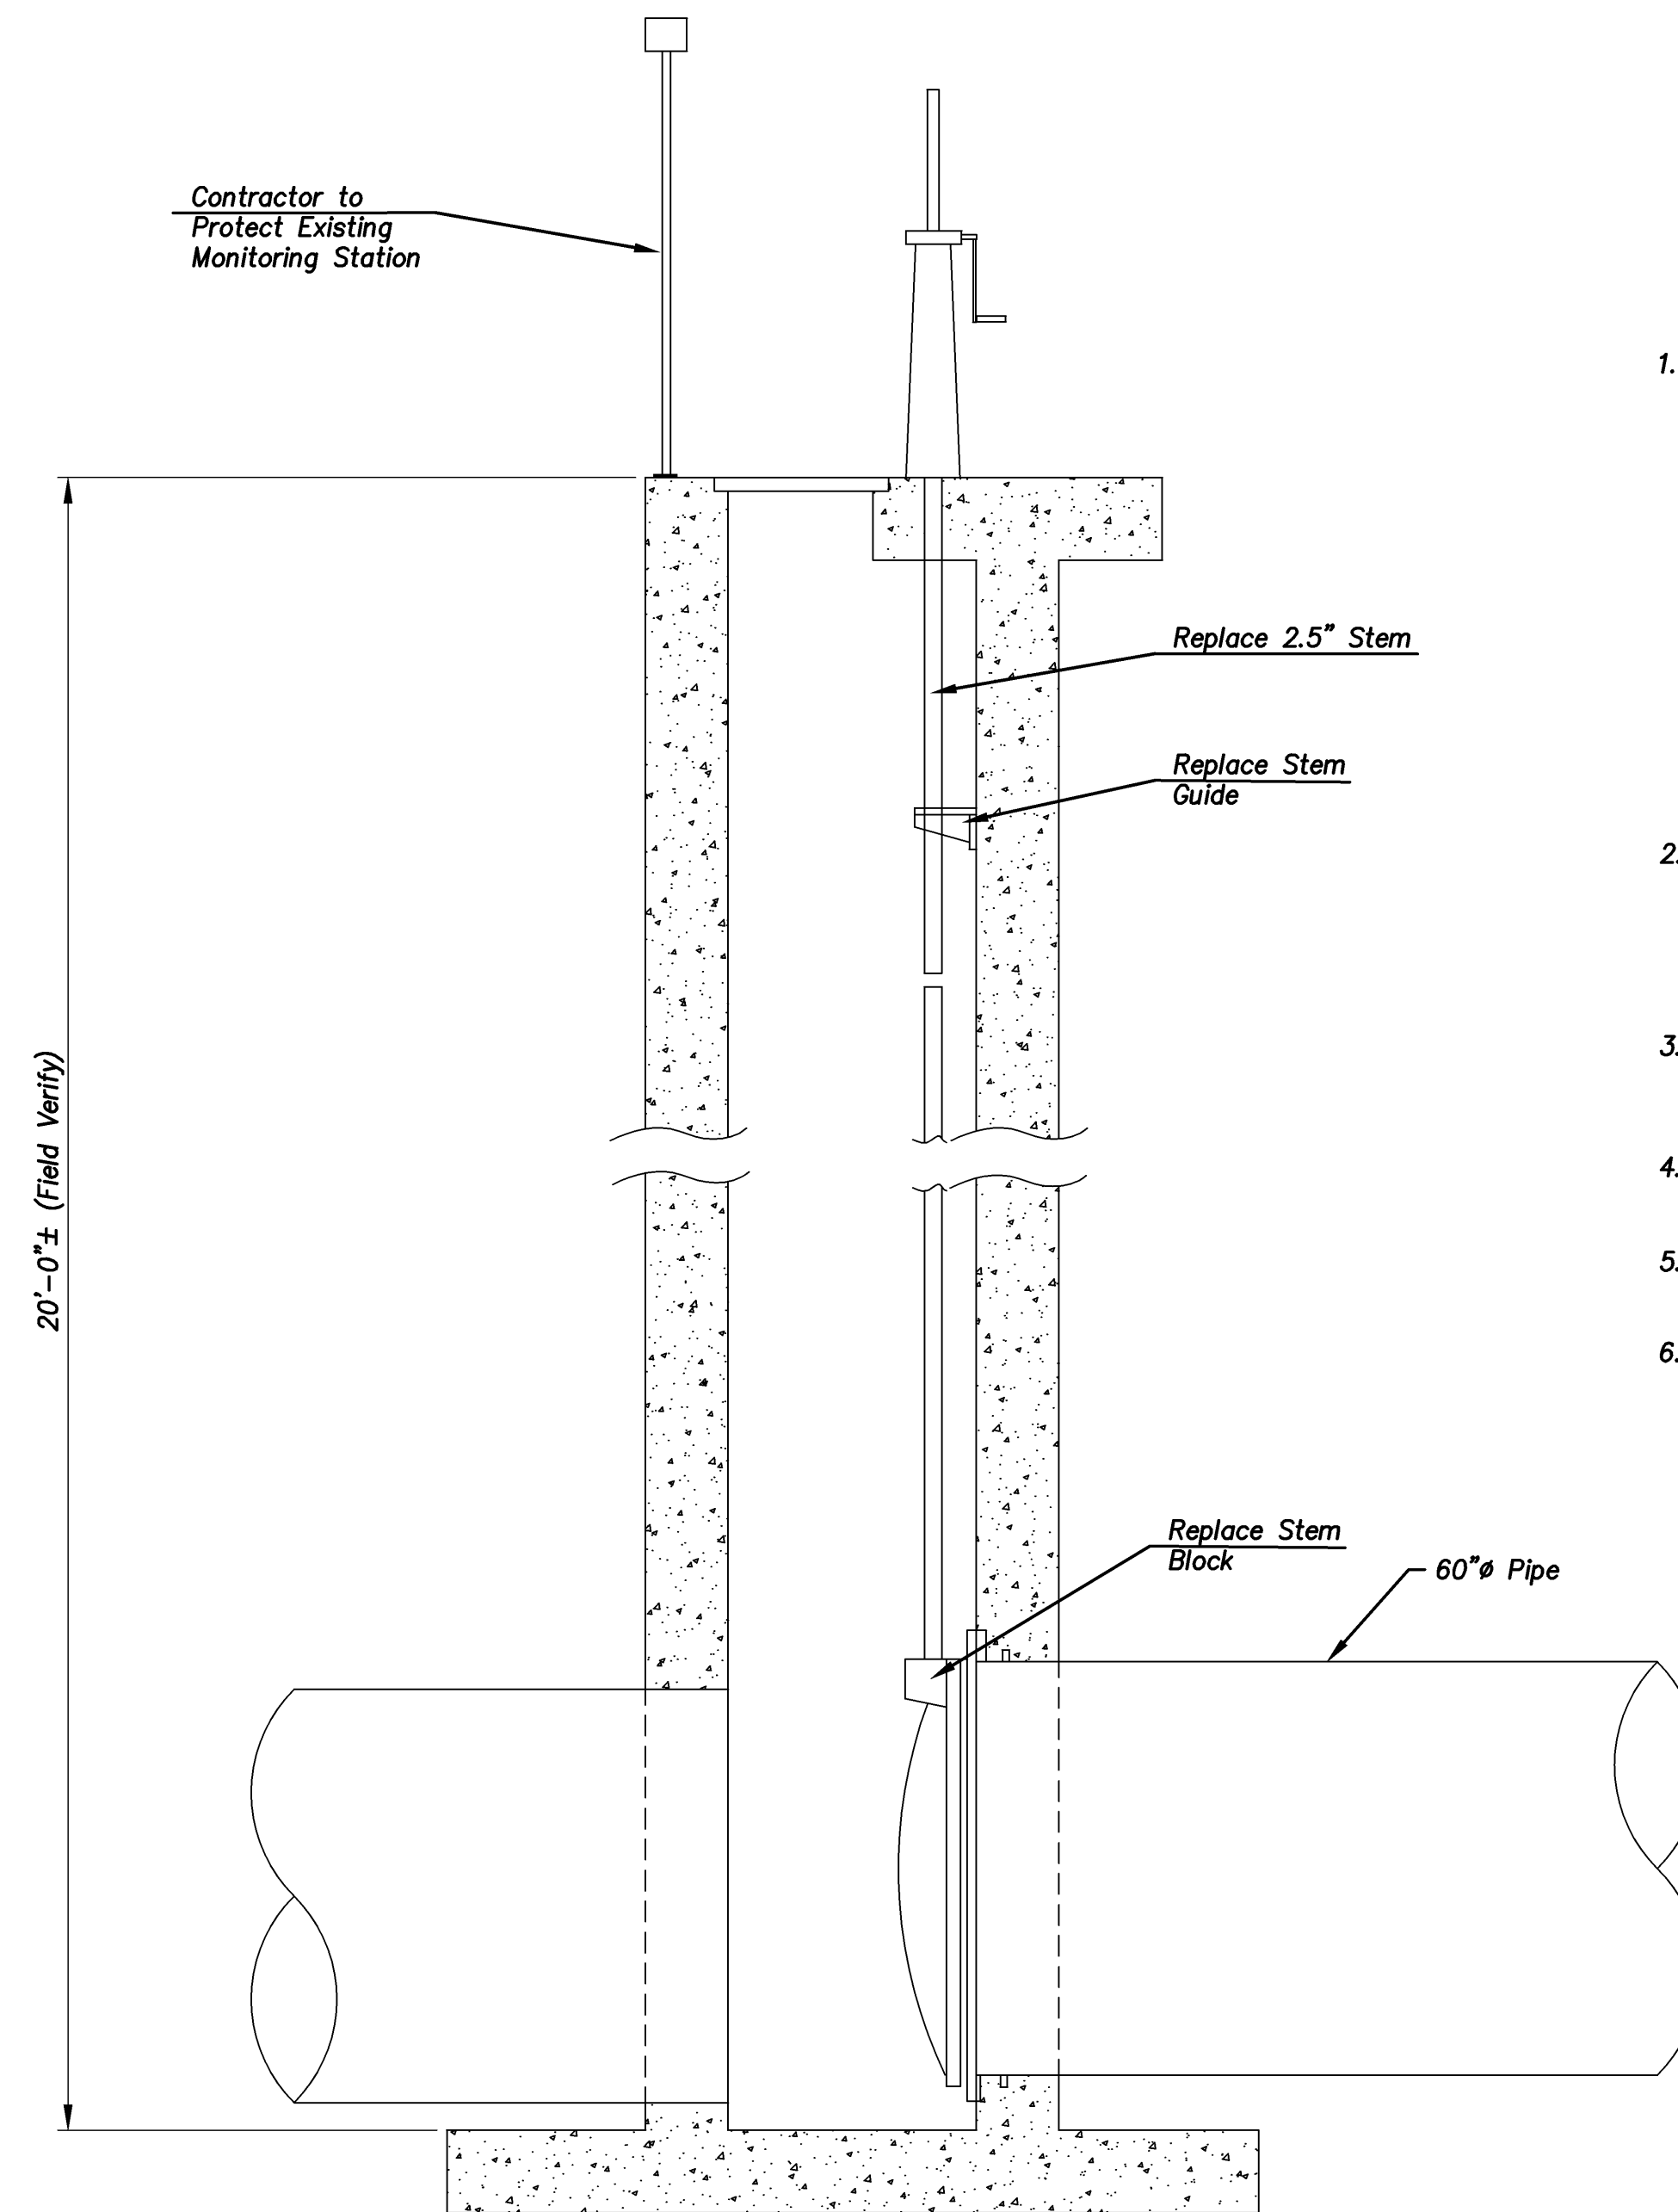 Contractor to
Protect Existing
Monitoring Station
1.
Replace 2.5" Stem
Replace Stem
Guide
2.
3.
20'-0"± (Field Verify)
4.
5.
6.
Replace Stem
Block
60"ø Pipe